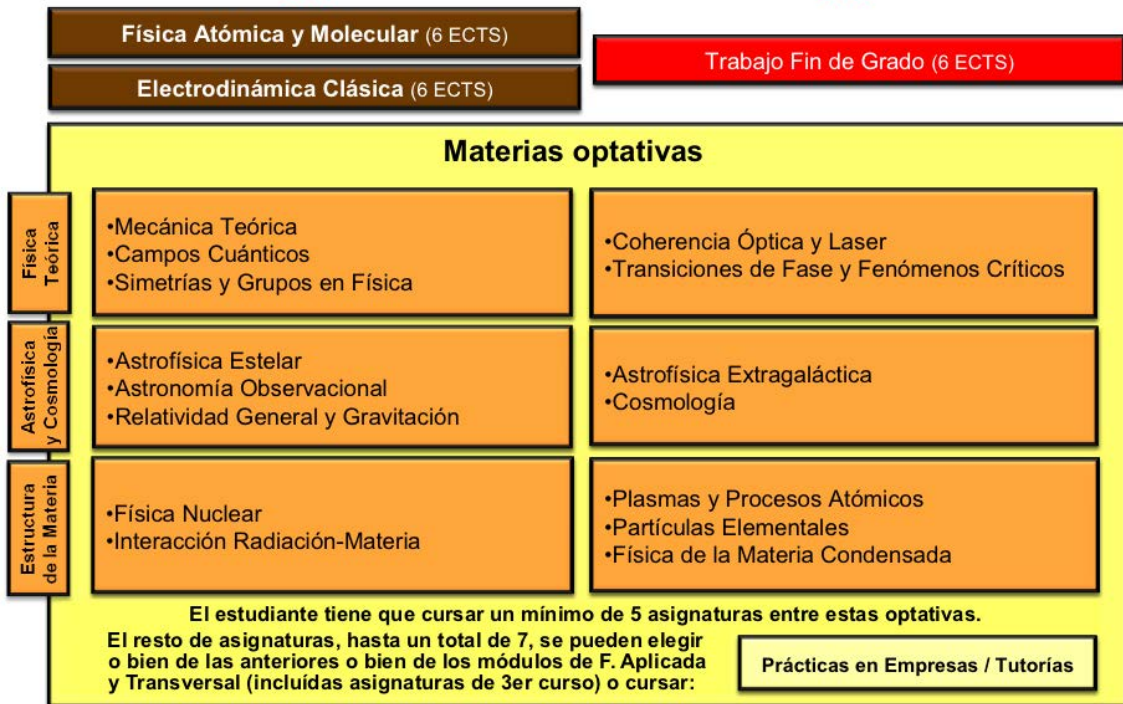 Física Atómica y Molecular (6 ECTS)
Electrodinámica Clásica (6 ECTS)
Trabajo Fin de Grado (6 ECTS)
Materias optativas
Física
Teórica
•Mecánica Teórica
•Campos Cuánticos
•Simetrías y Grupos en Física
•Coherencia Óptica y Laser
•Transiciones de Fase y Fenómenos Críticos
Astrofísica
y Cosmología
•Astrofísica Estelar
•Astronomía Observacional
•Relatividad General y Gravitación
•Astrofísica Extragaláctica
•Cosmología
Estructura
de la Materia
•Física Nuclear
•Interacción Radiación-Materia
•Plasmas y Procesos Atómicos
•Partículas Elementales
•Física de la Materia Condensada
El estudiante tiene que cursar un mínimo de 5 asignaturas entre estas optativas.
El resto de asignaturas, hasta un total de 7, se pueden elegir
o bien de las anteriores o bien de los módulos de F. Aplicada
y Transversal (incluídas asignaturas de 3er curso) o cursar:
Prácticas en Empresas / Tutorías